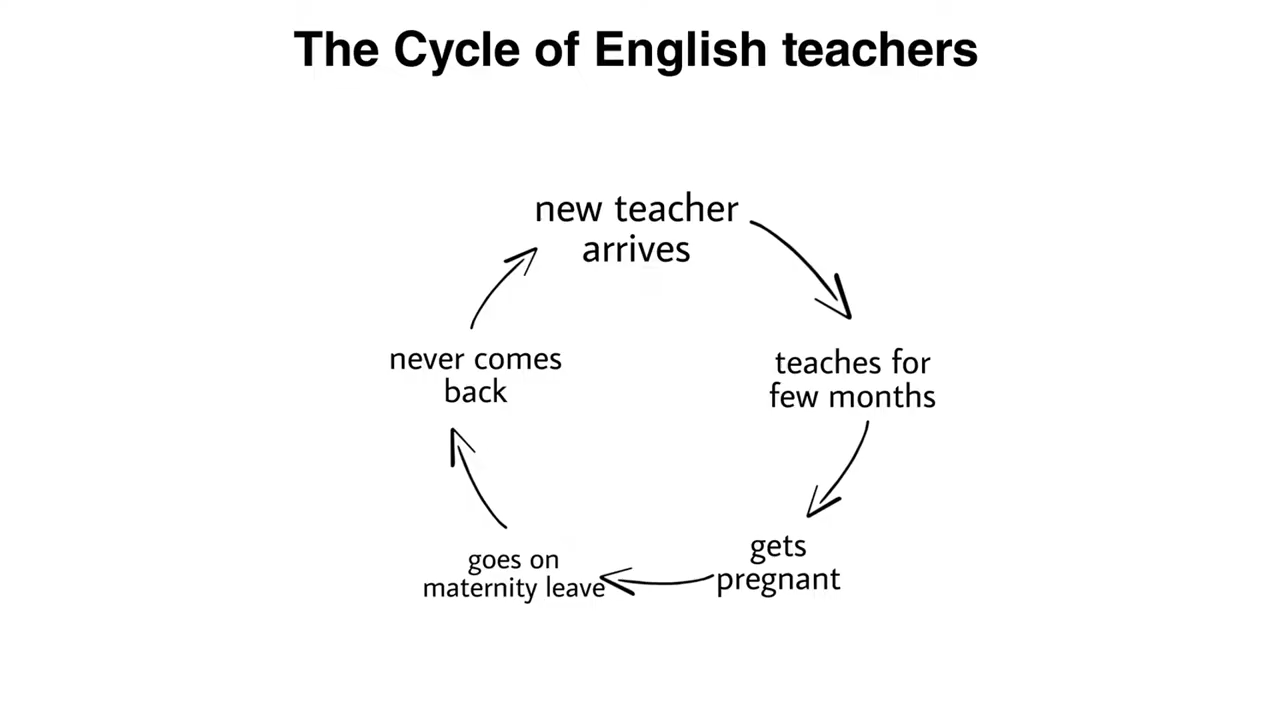 The Cycle of English teachers
new teacher
arrives
teaches for
few months
gets
pregnant
goes on
maternity leave
never comes
back